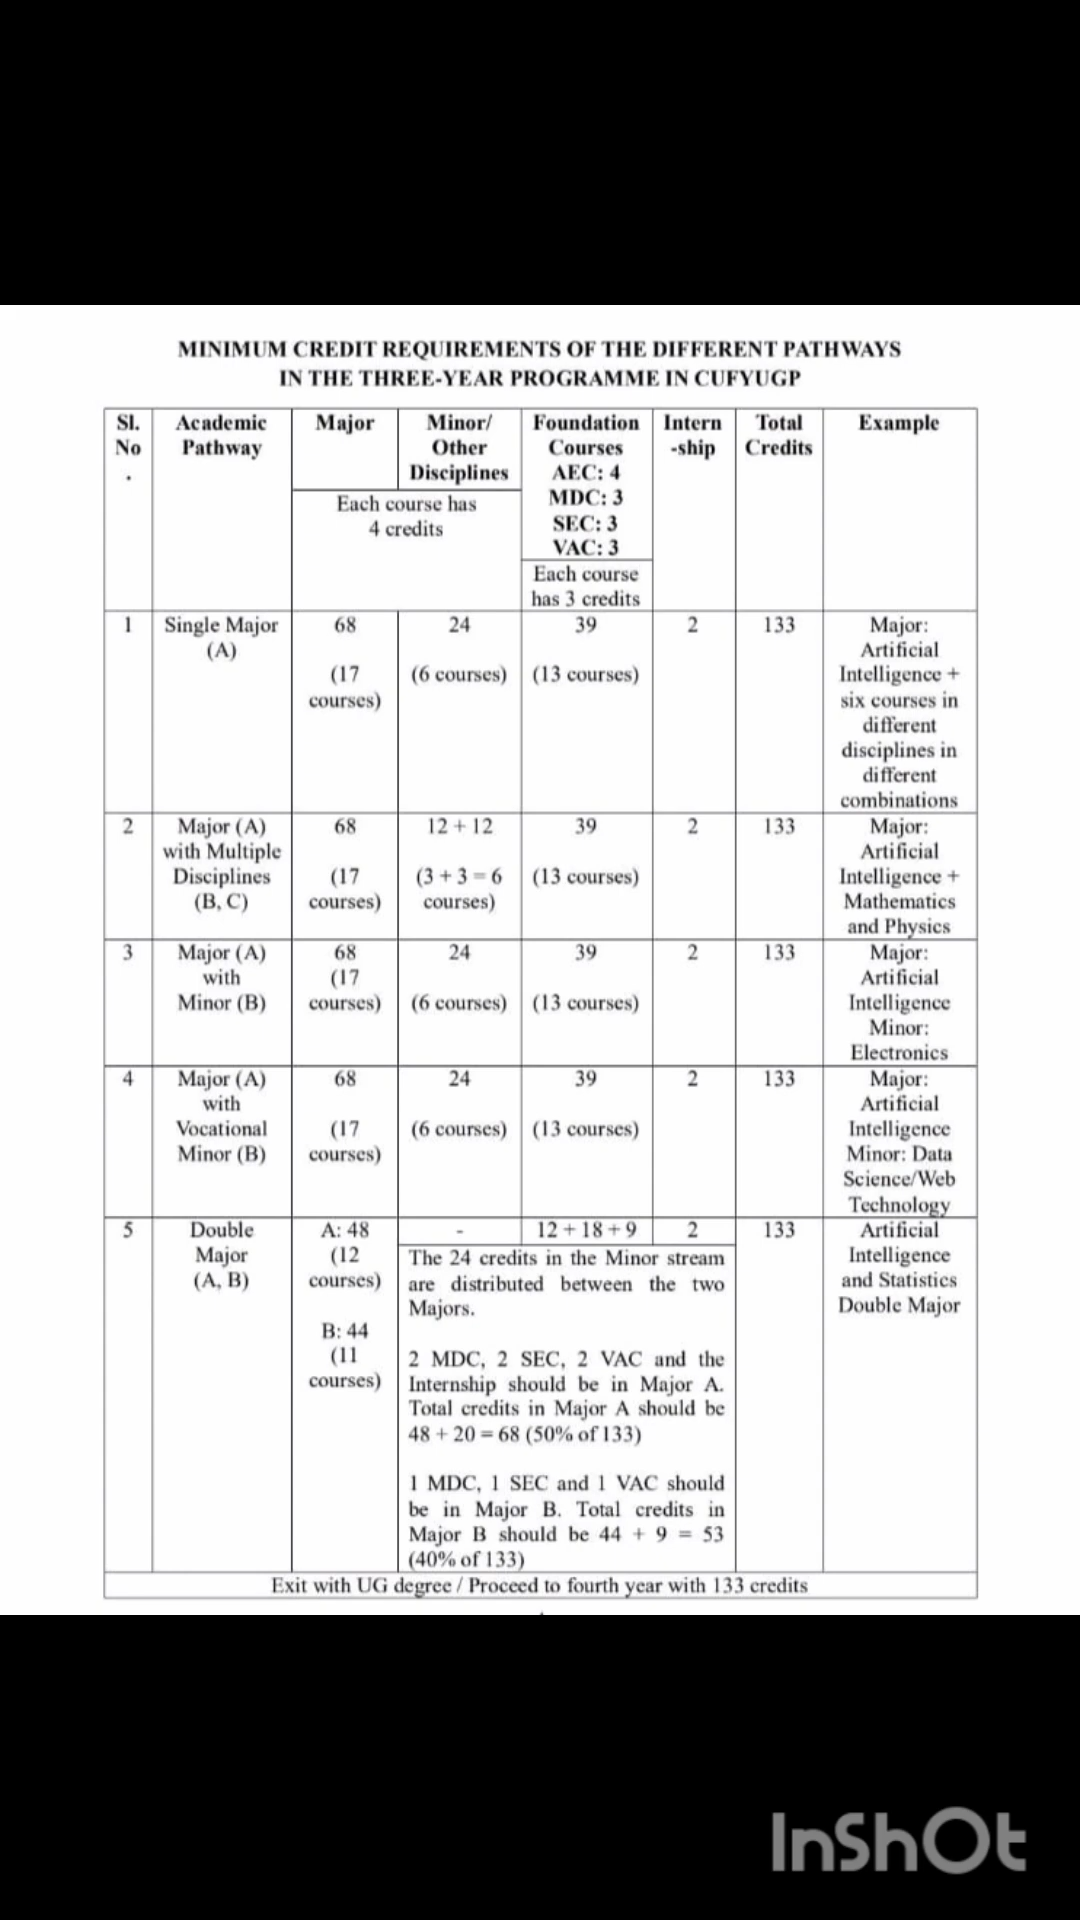 MINIMUM CREDIT REQUIREMENTS OF THE DIFFERENT PATHWAYS
IN THE THREE-YEAR PROGRAMME IN CUFYUGP
Sl. No . Academic Pathway Major Minor/ Other Disciplines Foundation Courses AEC: 4 MDC: 3 SEC: 3 VAC: 3 Intern -ship Total Credits Example
Each course has 4 credits
Each course has 3 credits
1 Single Major (A) 68 (17 courses) 24 (6 courses) 39 (13 courses) 2 133 Major: Artificial Intelligence + six courses in different disciplines in different combinations
2 Major (A) with Multiple Disciplines (B, C) 68 (17 courses) 12 + 12 (3 + 3 = 6 courses) 39 (13 courses) 2 133 Major: Artificial Intelligence + Mathematics and Physics
3 Major (A) with Minor (B) 68 (17 courses) 24 (6 courses) 39 (13 courses) 2 133 Major: Artificial Intelligence Minor: Electronics
4 Major (A) with Vocational Minor (B) 68 (17 courses) 24 (6 courses) 39 (13 courses) 2 133 Major: Artificial Intelligence Minor: Data Science/Web Technology
5 Double Major (A, B) A: 48 (12 courses) B: 44 (11 courses) - 12 + 18 + 9 2 133 Artificial Intelligence and Statistics Double Major
The 24 credits in the Minor stream
are distributed between the two
Majors.
2 MDC, 2 SEC, 2 VAC and the
Internship should be in Major A.
Total credits in Major A should be
48 + 20 = 68 (50% of 133)
1 MDC, 1 SEC and 1 VAC should
be in Major B. Total credits in
Major B should be 44 + 9 = 53
(40% of 133)
Exit with UG degree / Proceed to fourth year with 133 credits
InShOt